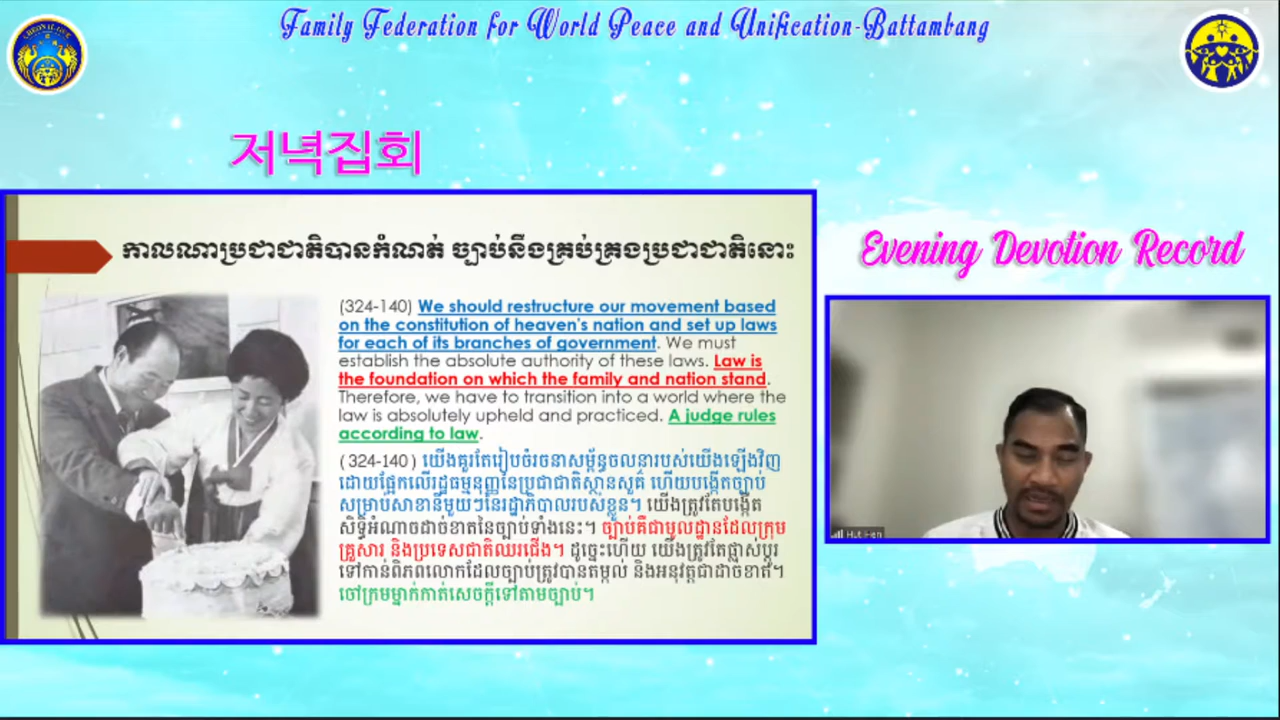 Family Federation for World Peace and Unification-Battambang
CHEON IL GUK
저녁집회
កាលណាប្រជាជាតិបានកំណត់ ច្បាប់នឹងគ្រប់គ្រងប្រជាជាតិនោះ
(324-140) We should restructure our movement based
on the constitution of heaven's nation and set up laws
for each of its branches of government. We must
establish the absolute authority of these laws. Law is
the foundation on which the family and nation stand.
Therefore, we have to transition into a world where the
law is absolutely upheld and practiced. A judge rules
according to law.
( 324-140 ) យើងគួរតែរៀបចំរចនាសម្ព័ន្ធចលនារបស់យើងឡើងវិញ
ដោយផ្អែកលើរដ្ឋធម្មនុញ្ញនៃប្រជាជាតិស្ថានសួគ៌ ហើយបង្កើតច្បាប់
សម្រាប់សាខានីមួយៗនៃរដ្ឋាភិបាលរបស់ខ្លួន។ យើងត្រូវតែបង្កើត
សិទ្ធិអំណាចដាច់ខាតនៃច្បាប់ទាំងនេះ។ ច្បាប់គឺជាមូលដ្ឋានដែលក្រុម
គ្រួសារ និងប្រទេសជាតិឈរជើង។ ដូច្នេះហើយ យើងត្រូវតែផ្លាស់ប្តូរ
ទៅកាន់ពិភពលោកដែលច្បាប់ត្រូវបានតម្កល់ និងអនុវត្តជាដាច់ខាត។
ចៅក្រមម្នាក់កាត់សេចក្តីទៅតាមច្បាប់។
Evening Devotion Record
Hut Hen